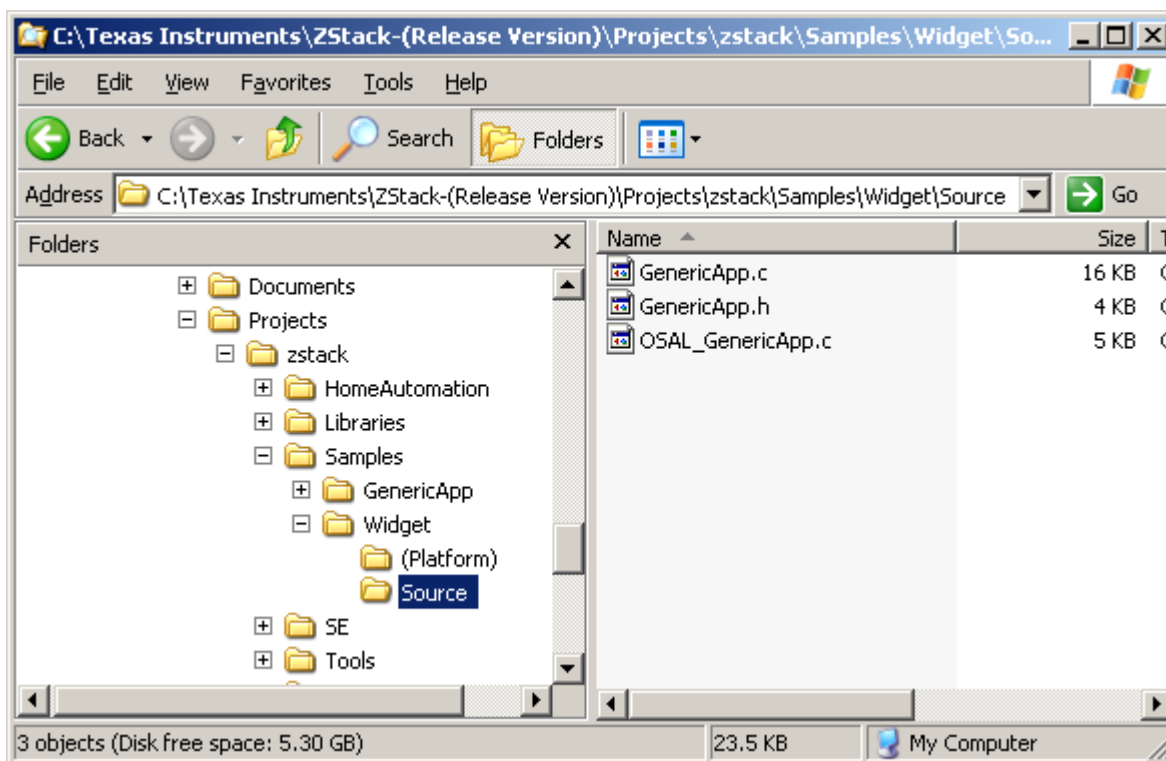 C:\Texas Instruments\ZStack-(Release Version)\Projects\zstack\Samples\Widget\So...
File Edit View Favorites Tools Help
Back Search Folders
Address C:\Texas Instruments\ZStack-(Release Version)\Projects\zstack\Samples\Widget\Source Go
Folders
Documents
Projects
zstack
HomeAutomation
Libraries
Samples
GenericApp
Widget
(Platform)
Source
SE
Tools
Name Size
GenericApp.c 16 KB
GenericApp.h 4 KB
OSAL_GenericApp.c 5 KB
3 objects (Disk free space: 5.30 GB) 23.5 KB My Computer